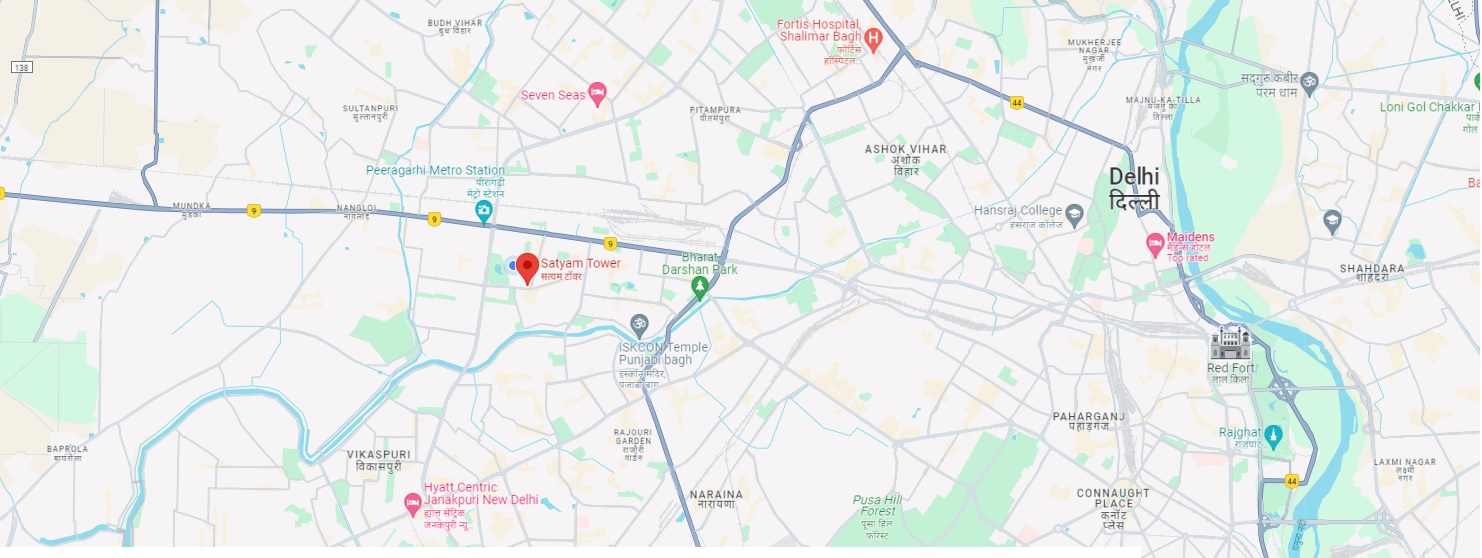 BUDH VIHAR
बुध विहार
Fortis Hospital,
Shalimar Bagh
फोर्टिस
हॉस्पिटल...
MUKHERJEE
NAGAR
मुखर्जी
नगर
138
Seven Seas
सदगुरु कबीर
परम धाम
44
MAJNU-KA-TILLA
मजनू का
टिल्ला
Loni Gol Chakkar
SULTANPURI
सुल्तानपुरी
PITAMPURA
पीतमपुरा
ASHOK VIHAR
अशोक
विहार
Peeragarhi Metro Station
पीरागढ़ी
मेट्रो स्टेशन
Delhi
दिल्ली
MUNDKA
मुंडका
9
NANGLOI
नांगलोई
9
Hansraj College
हंसराज कॉलेज
9
Maidens
मेडेन्स होटल
Top rated
Satyam Tower
सत्यम टॉवर
Bharat
Darshan Park
SHAHDARA
शाहदरा
ISKCON Temple
Punjabi bagh
इस्कॉन मंदिर,
पंजाबी बाग
Red Fort
लाल क़िला
PAHARGANJ
पहाड़गंज
RAJOURI
GARDEN
राजौरी
गार्डन
Rajghat
राजघाट
BAPROLA
बापरोला
VIKASPURI
विकासपुरी
LAXMI NAGAR
लक्ष्मी
नगर
44
Hyatt Centric
Janakpuri New Delhi
हयात सेंट्रिक
जनकपुरी न्यू...
NARAINA
नारायणा
Pusa Hill
Forest
पूसा हिल
फॉरेस्ट
CONNAUGHT
PLACE
कनॉट
प्लेस